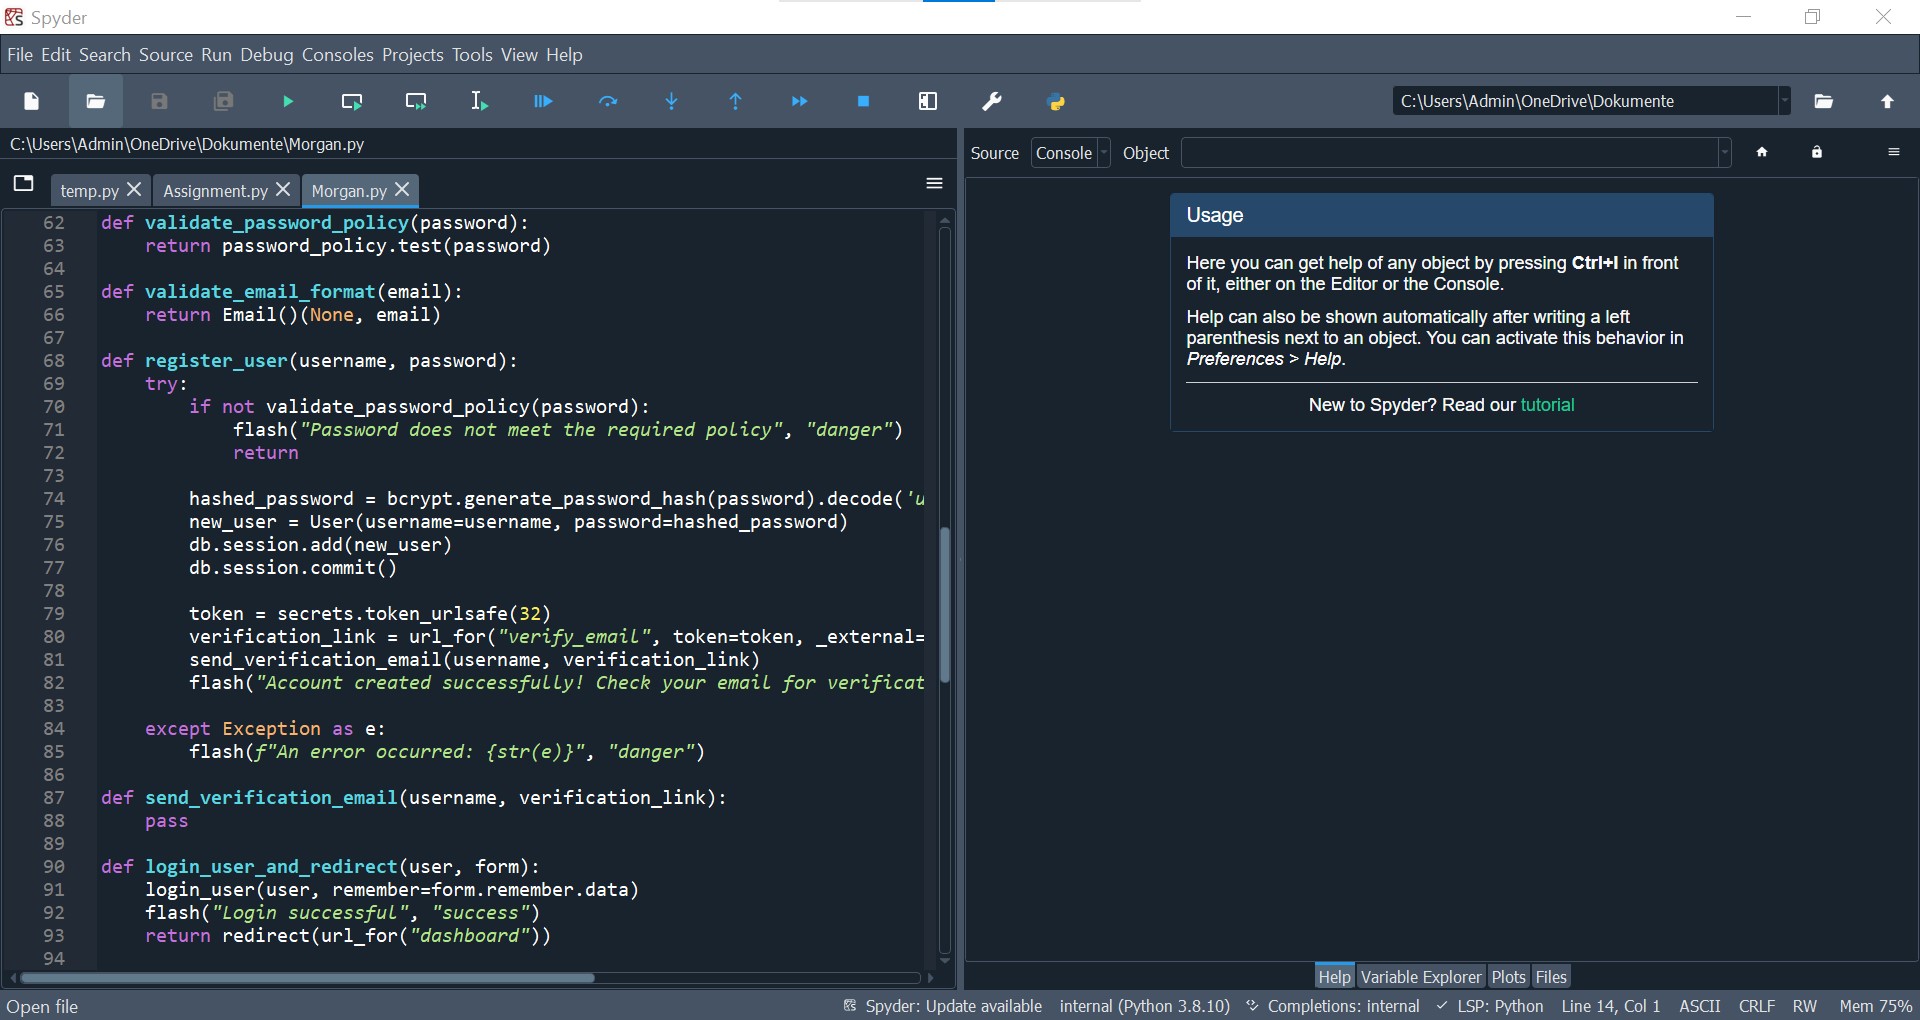 Spyder
File Edit Search Source Run Debug Consoles Projects Tools View Help
C:\Users\Admin\OneDrive\Dokumente
C:\Users\Admin\OneDrive\Dokumente\Morgan.py
temp.py Assignment.py Morgan.py
62 def validate_password_policy(password):
63     return password_policy.test(password)
64
65 def validate_email_format(email):
66     return Email()(None, email)
67
68 def register_user(username, password):
69     try:
70         if not validate_password_policy(password):
71             flash("Password does not meet the required policy", "danger")
72             return
73
74         hashed_password = bcrypt.generate_password_hash(password).decode('u
75         new_user = User(username=username, password=hashed_password)
76         db.session.add(new_user)
77         db.session.commit()
78
79         token = secrets.token_urlsafe(32)
80         verification_link = url_for("verify_email", token=token, _external=
81         send_verification_email(username, verification_link)
82         flash("Account created successfully! Check your email for verificat
83
84     except Exception as e:
85         flash(f"An error occurred: {str(e)}", "danger")
86
87 def send_verification_email(username, verification_link):
88     pass
89
90 def login_user_and_redirect(user, form):
91     login_user(user, remember=form.remember.data)
92     flash("Login successful", "success")
93     return redirect(url_for("dashboard"))
94
Source Console Object
Usage
Here you can get help of any object by pressing Ctrl+I in front
of it, either on the Editor or the Console.
Help can also be shown automatically after writing a left
parenthesis next to an object. You can activate this behavior in
Preferences > Help.
New to Spyder? Read our tutorial
Help Variable Explorer Plots Files
Open file Spyder: Update available internal (Python 3.8.10) Completions: internal LSP: Python Line 14, Col 1 ASCII CRLF RW Mem 75%